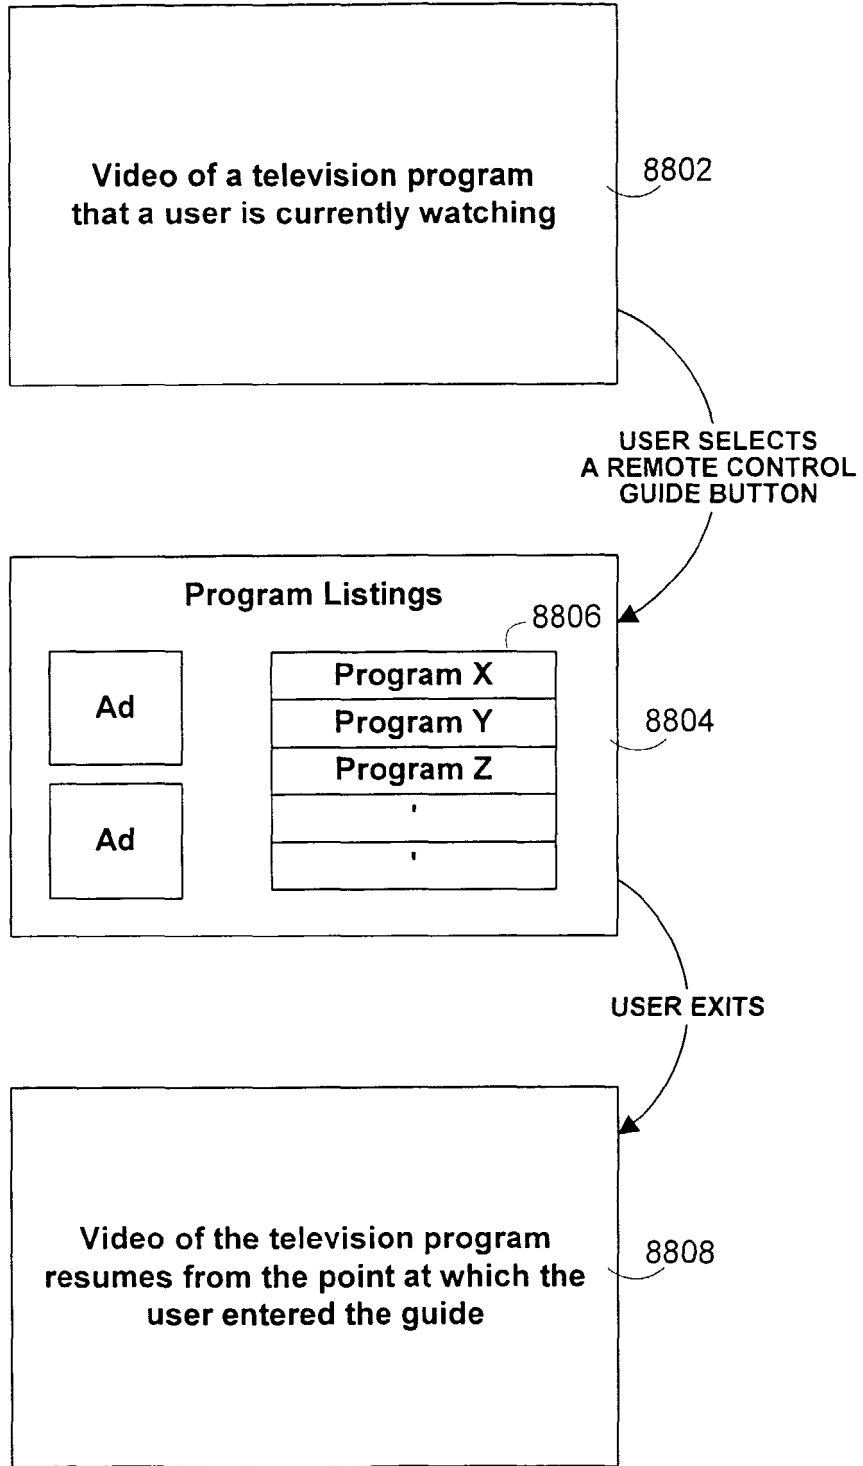 Video of a television program
that a user is currently watching
8802
USER SELECTS
A REMOTE CONTROL
GUIDE BUTTON
Program Listings
8806
Ad
Ad
Program X
Program Y
Program Z
'
'
8804
USER EXITS
Video of the television program
resumes from the point at which the
user entered the guide
8808